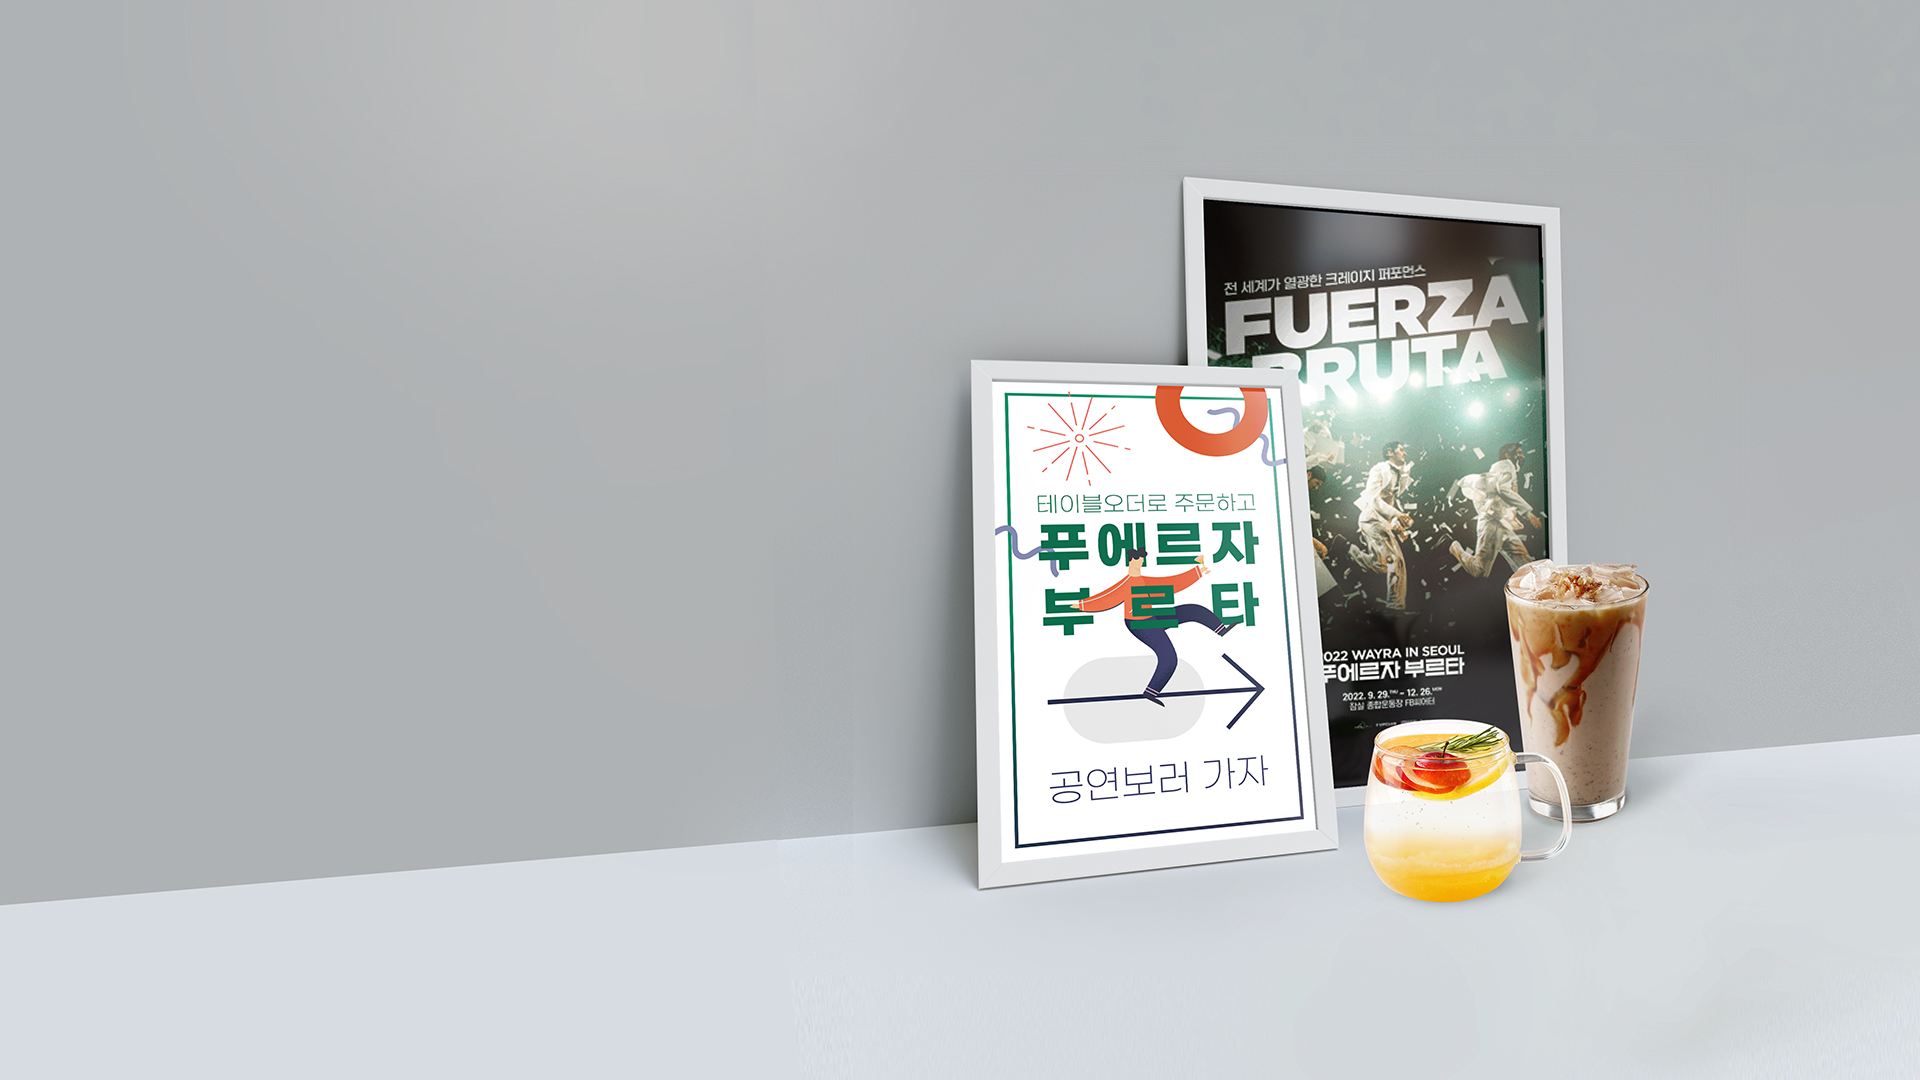 테이블오더로 주문하고
푸에르자
부르타
공연보러 가자
전 세계가 열광한 크레이지 퍼포먼스
FUERZA
BRUTA
022 WAYRA IN SEOUL
푸에르자 부르타
2022. 9. 29.THU ~ 12. 26.MON
잠실 종합운동장 FB씨어터